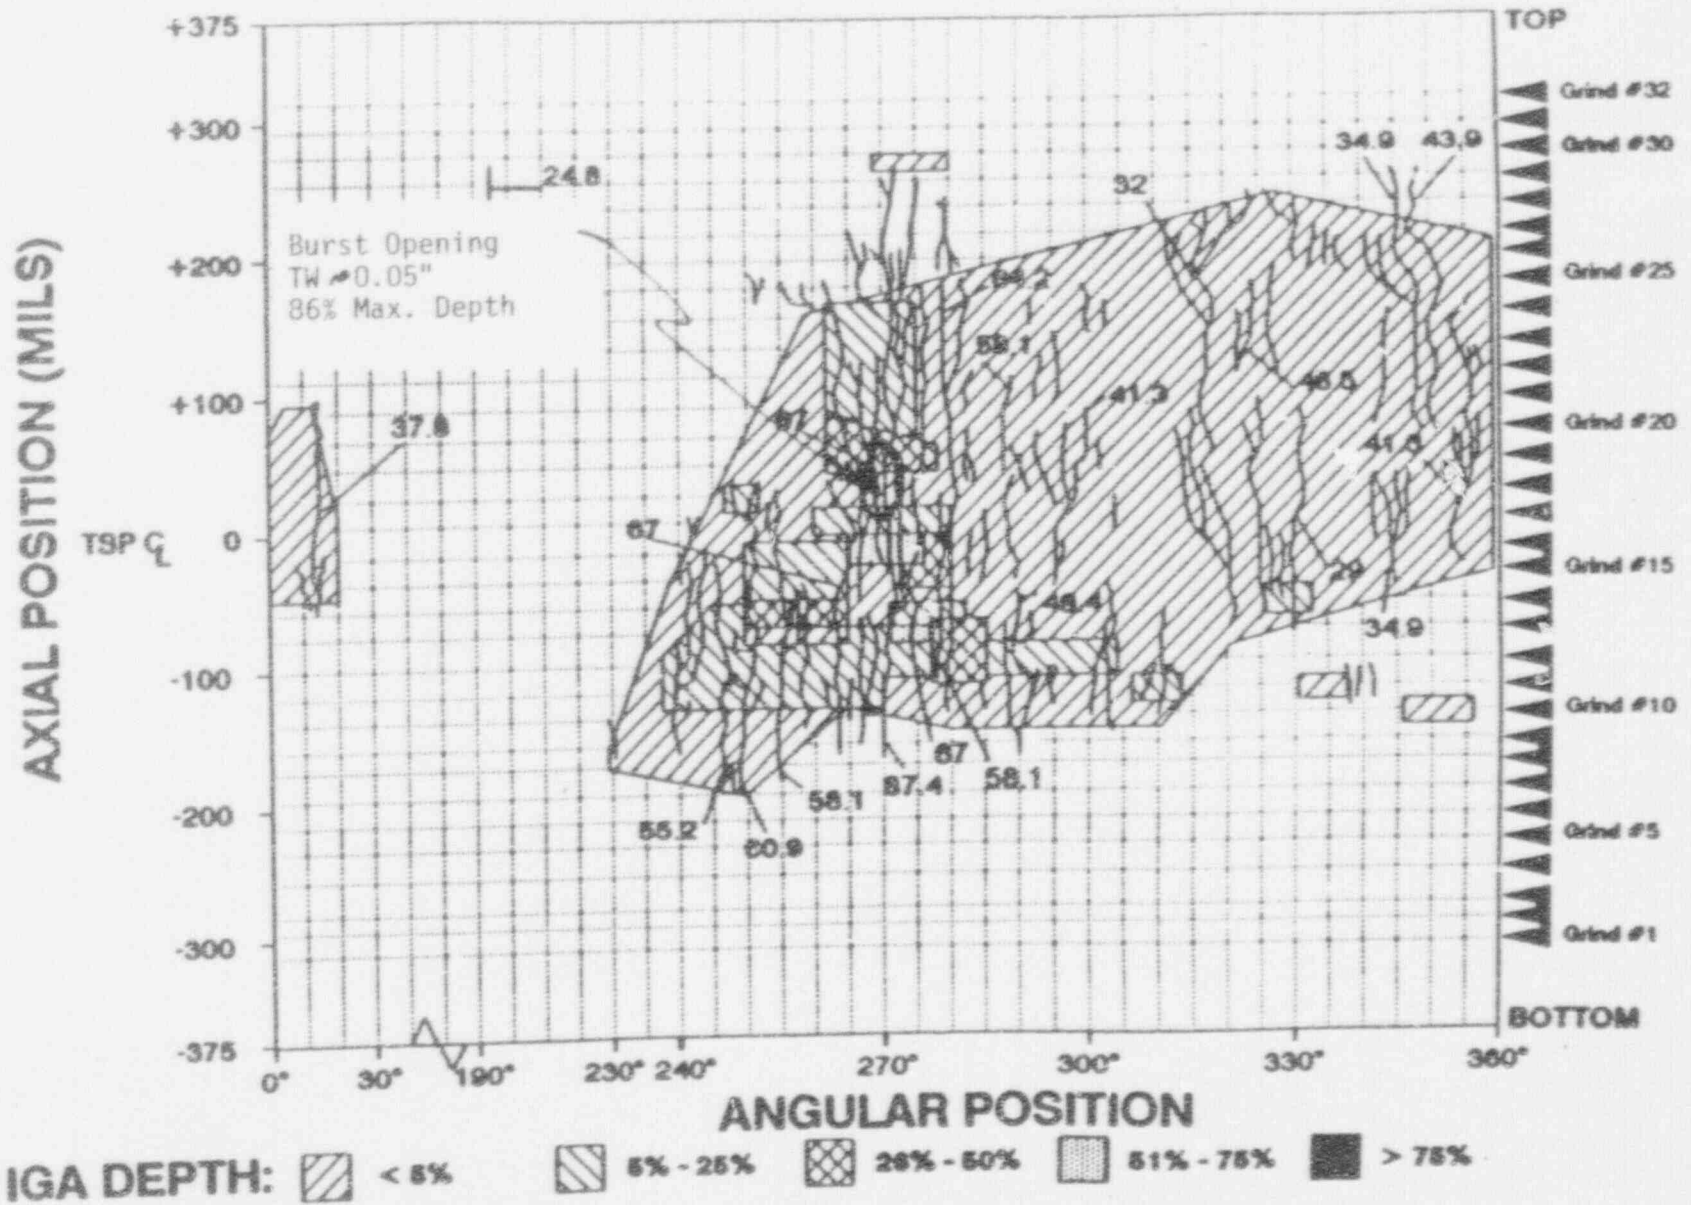 +375
TOP
Grind #32
+300
34.9
43.9
Grind #30
24.8
32
Burst Opening
TW ~0.05"
86% Max. Depth
+200
Grind #25
58.1
46.5
+100
41.3
37.8
Grind #20
41.5
TSP CL
0
Grind #15
29
46.4
34.9
-100
Grind #10
67
58.1
87.4
58.1
-200
55.2
Grind #5
-300
Grind #1
BOTTOM
-375
0°
30°
190°
230°
240°
270°
300°
330°
360°
AXIAL POSITION (MILS)
ANGULAR POSITION
IGA DEPTH:
< 5%
5% - 25%
26% - 50%
51% - 75%
> 75%